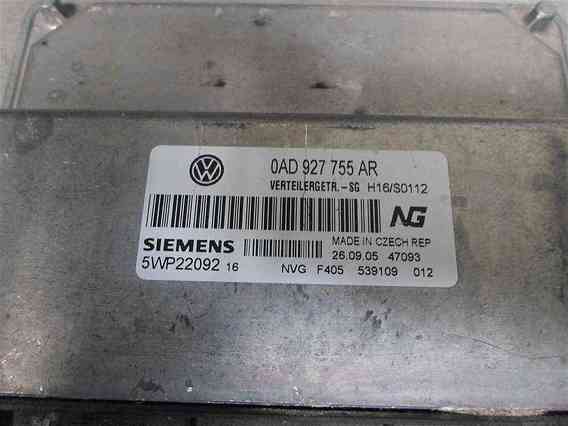 0AD 927 755 AR
VERTEILERGETR.-SG H16/S0112
NG
SIEMENS MADE IN CZECH REP
5WP22092 16 26.09.05 47093
NVG F405 539109 012